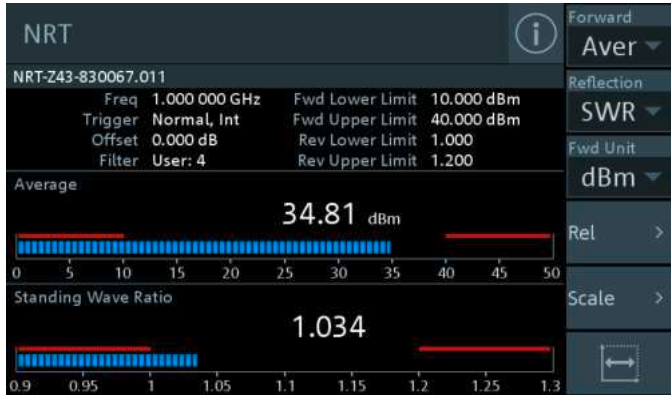 NRT
i
Forward
Aver
NRT-Z43-830067.011
Reflection
SWR
Freq 1.000 000 GHz Fwd Lower Limit 10.000 dBm
Trigger Normal, Int Fwd Upper Limit 40.000 dBm
Offset 0.000 dB Rev Lower Limit 1.000
Filter User: 4 Rev Upper Limit 1.200
Fwd Unit
dBm
Average
34.81 dBm
0 5 10 15 20 25 30 35 40 45 50
Rel >
Standing Wave Ratio
1.034
0.9 0.95 1 1.05 1.1 1.15 1.2 1.25 1.3
Scale >